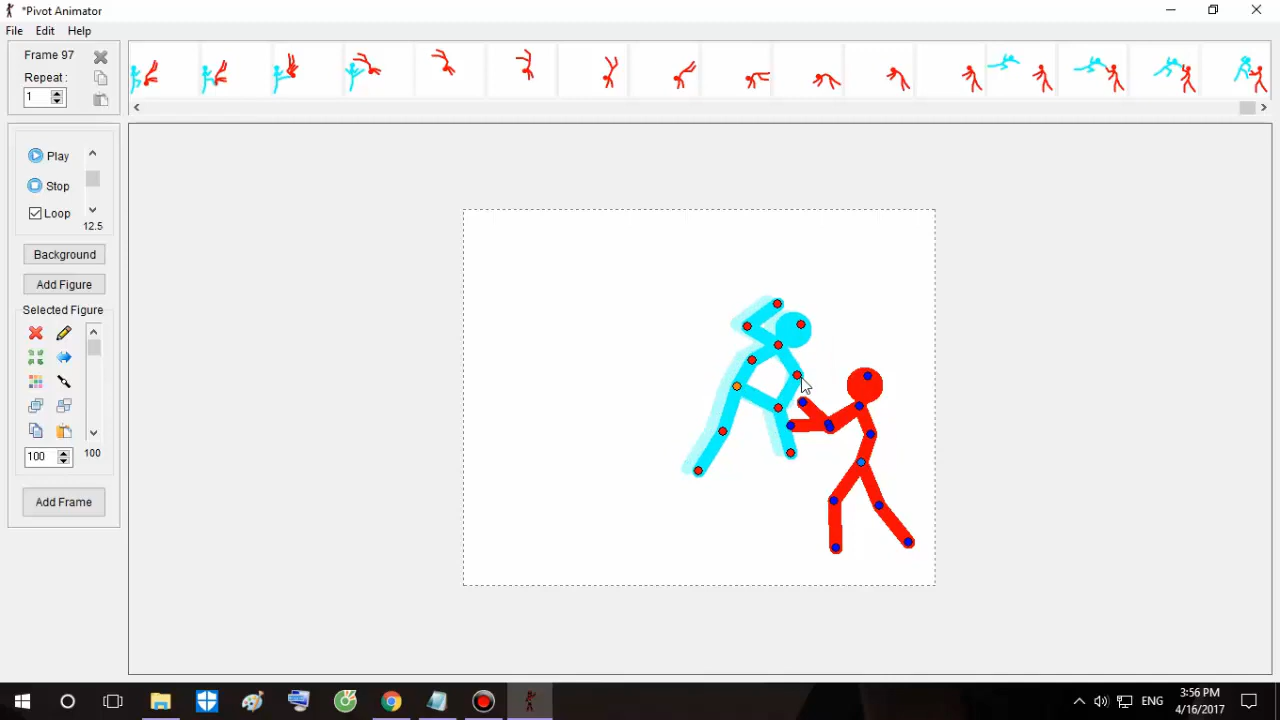 *Pivot Animator
File Edit Help
Frame 97
Repeat :
1
Play
Stop
Loop
12.5
Background
Add Figure
Selected Figure
100 100
Add Frame
ENG
3:56 PM
4/16/2017